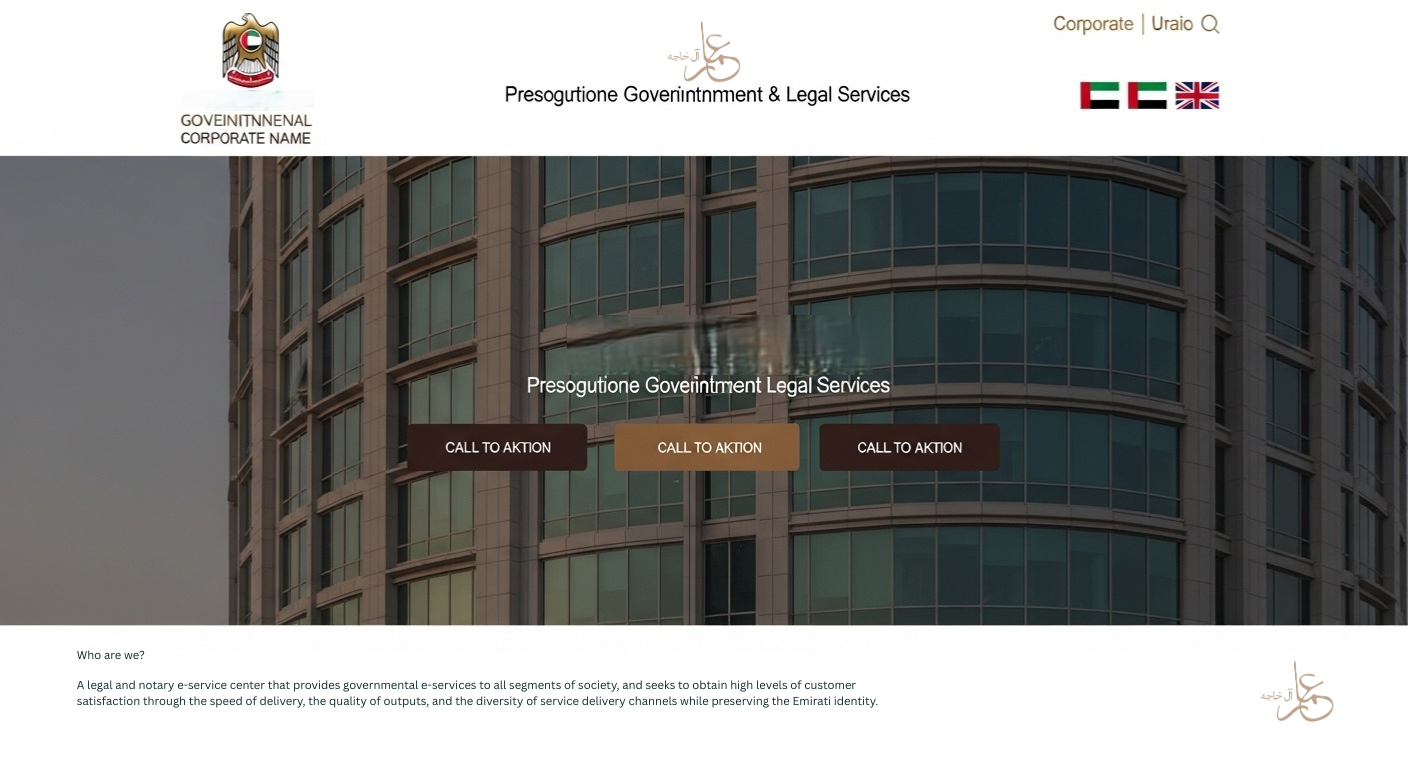 Corporate | Uraio
عمار
آل خاجه
Presogutione Goverintnment & Legal Services
GOVEINITNNENAL
CORPORATE NAME
Presogutione Goveriintment Legal Services
CALL TO AKTION
CALL TO AKTION
CALL TO AKTION
Who are we?
A legal and notary e-service center that provides governmental e-services to all segments of society, and seeks to obtain high levels of customer
satisfaction through the speed of delivery, the quality of outputs, and the diversity of service delivery channels while preserving the Emirati identity.
عمار
آل خاجه